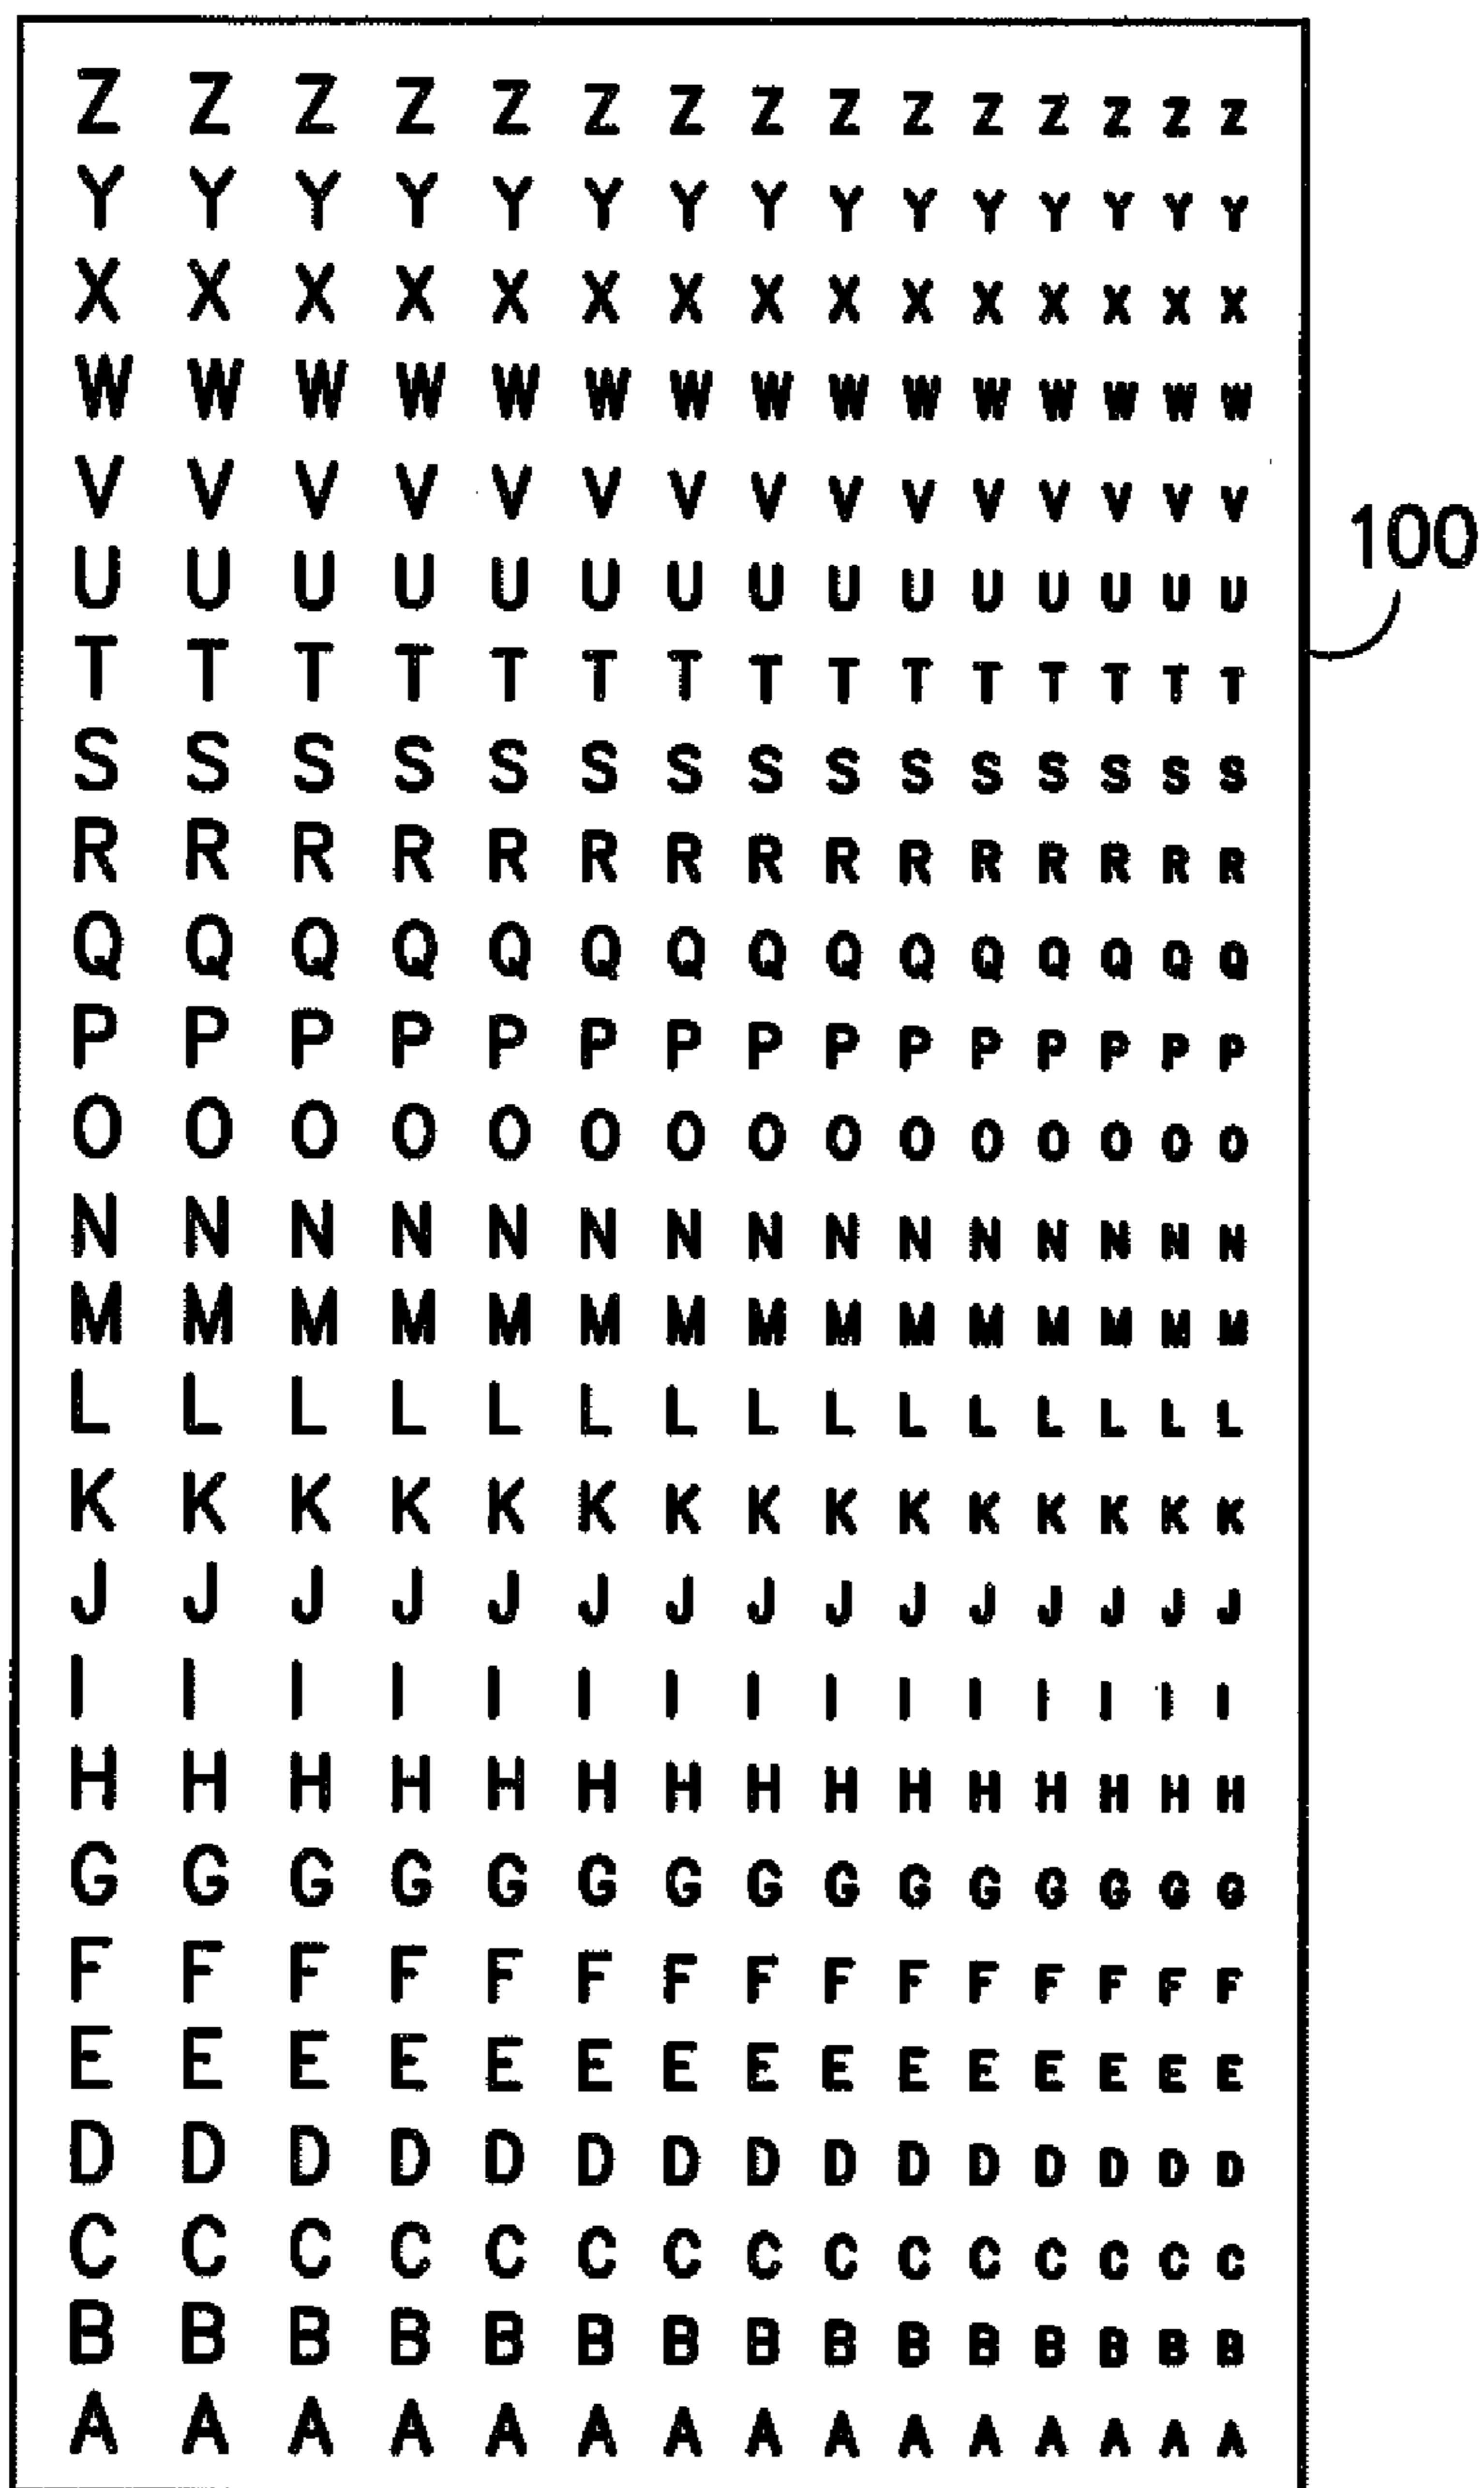 Z Z Z Z Z Z Z Z Z Z Z Z Z Z Z
Y Y Y Y Y Y Y Y Y Y Y Y Y Y Y
X X X X X X X X X X X X X X X
W W W W W W W W W W W W W W W
V V V V V V V V V V V V V V V
100
U U U U U U U U U U U U U U U
T T T T T T T T T T T T T T T
S S S S S S S S S S S S S S S
R R R R R R R R R R R R R R R
Q Q Q Q Q Q Q Q Q Q Q Q Q Q Q
P P P P P P P P P P P P P P P
O O O O O O O O O O O O O O O
N N N N N N N N N N N N N N N
M M M M M M M M M M M M M M M
L L L L L L L L L L L L L L L
K K K K K K K K K K K K K K K
J J J J J J J J J J J J J J J
I I I I I I I I I I I I I I I
H H H H H H H H H H H H H H H
G G G G G G G G G G G G G G G
F F F F F F F F F F F F F F F
E E E E E E E E E E E E E E E
D D D D D D D D D D D D D D D
C C C C C C C C C C C C C C C
B B B B B B B B B B B B B B B
A A A A A A A A A A A A A A A